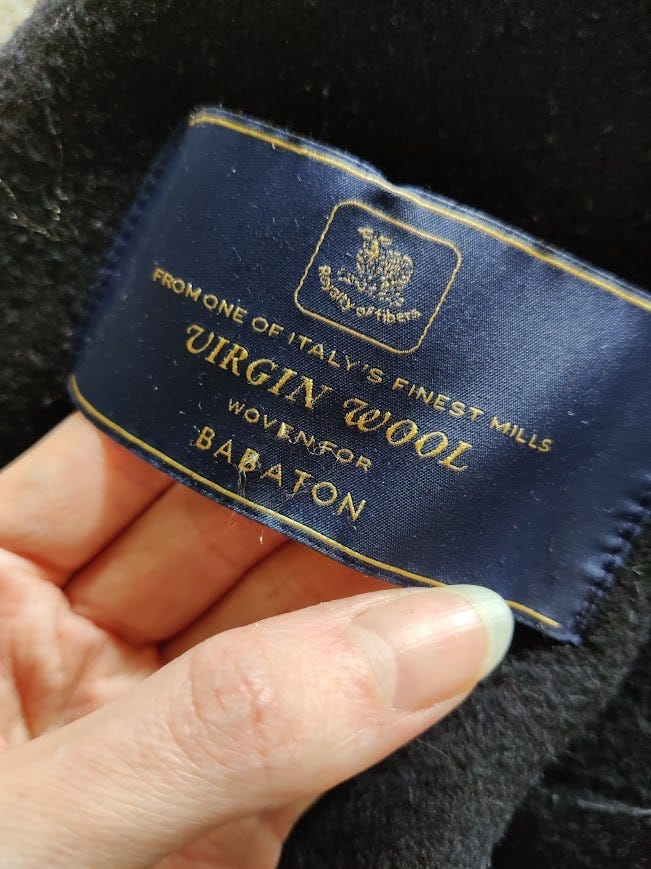 Royalty of fibers
FROM ONE OF ITALY'S FINEST MILLS
VIRGIN WOOL
WOVEN FOR
BABATON